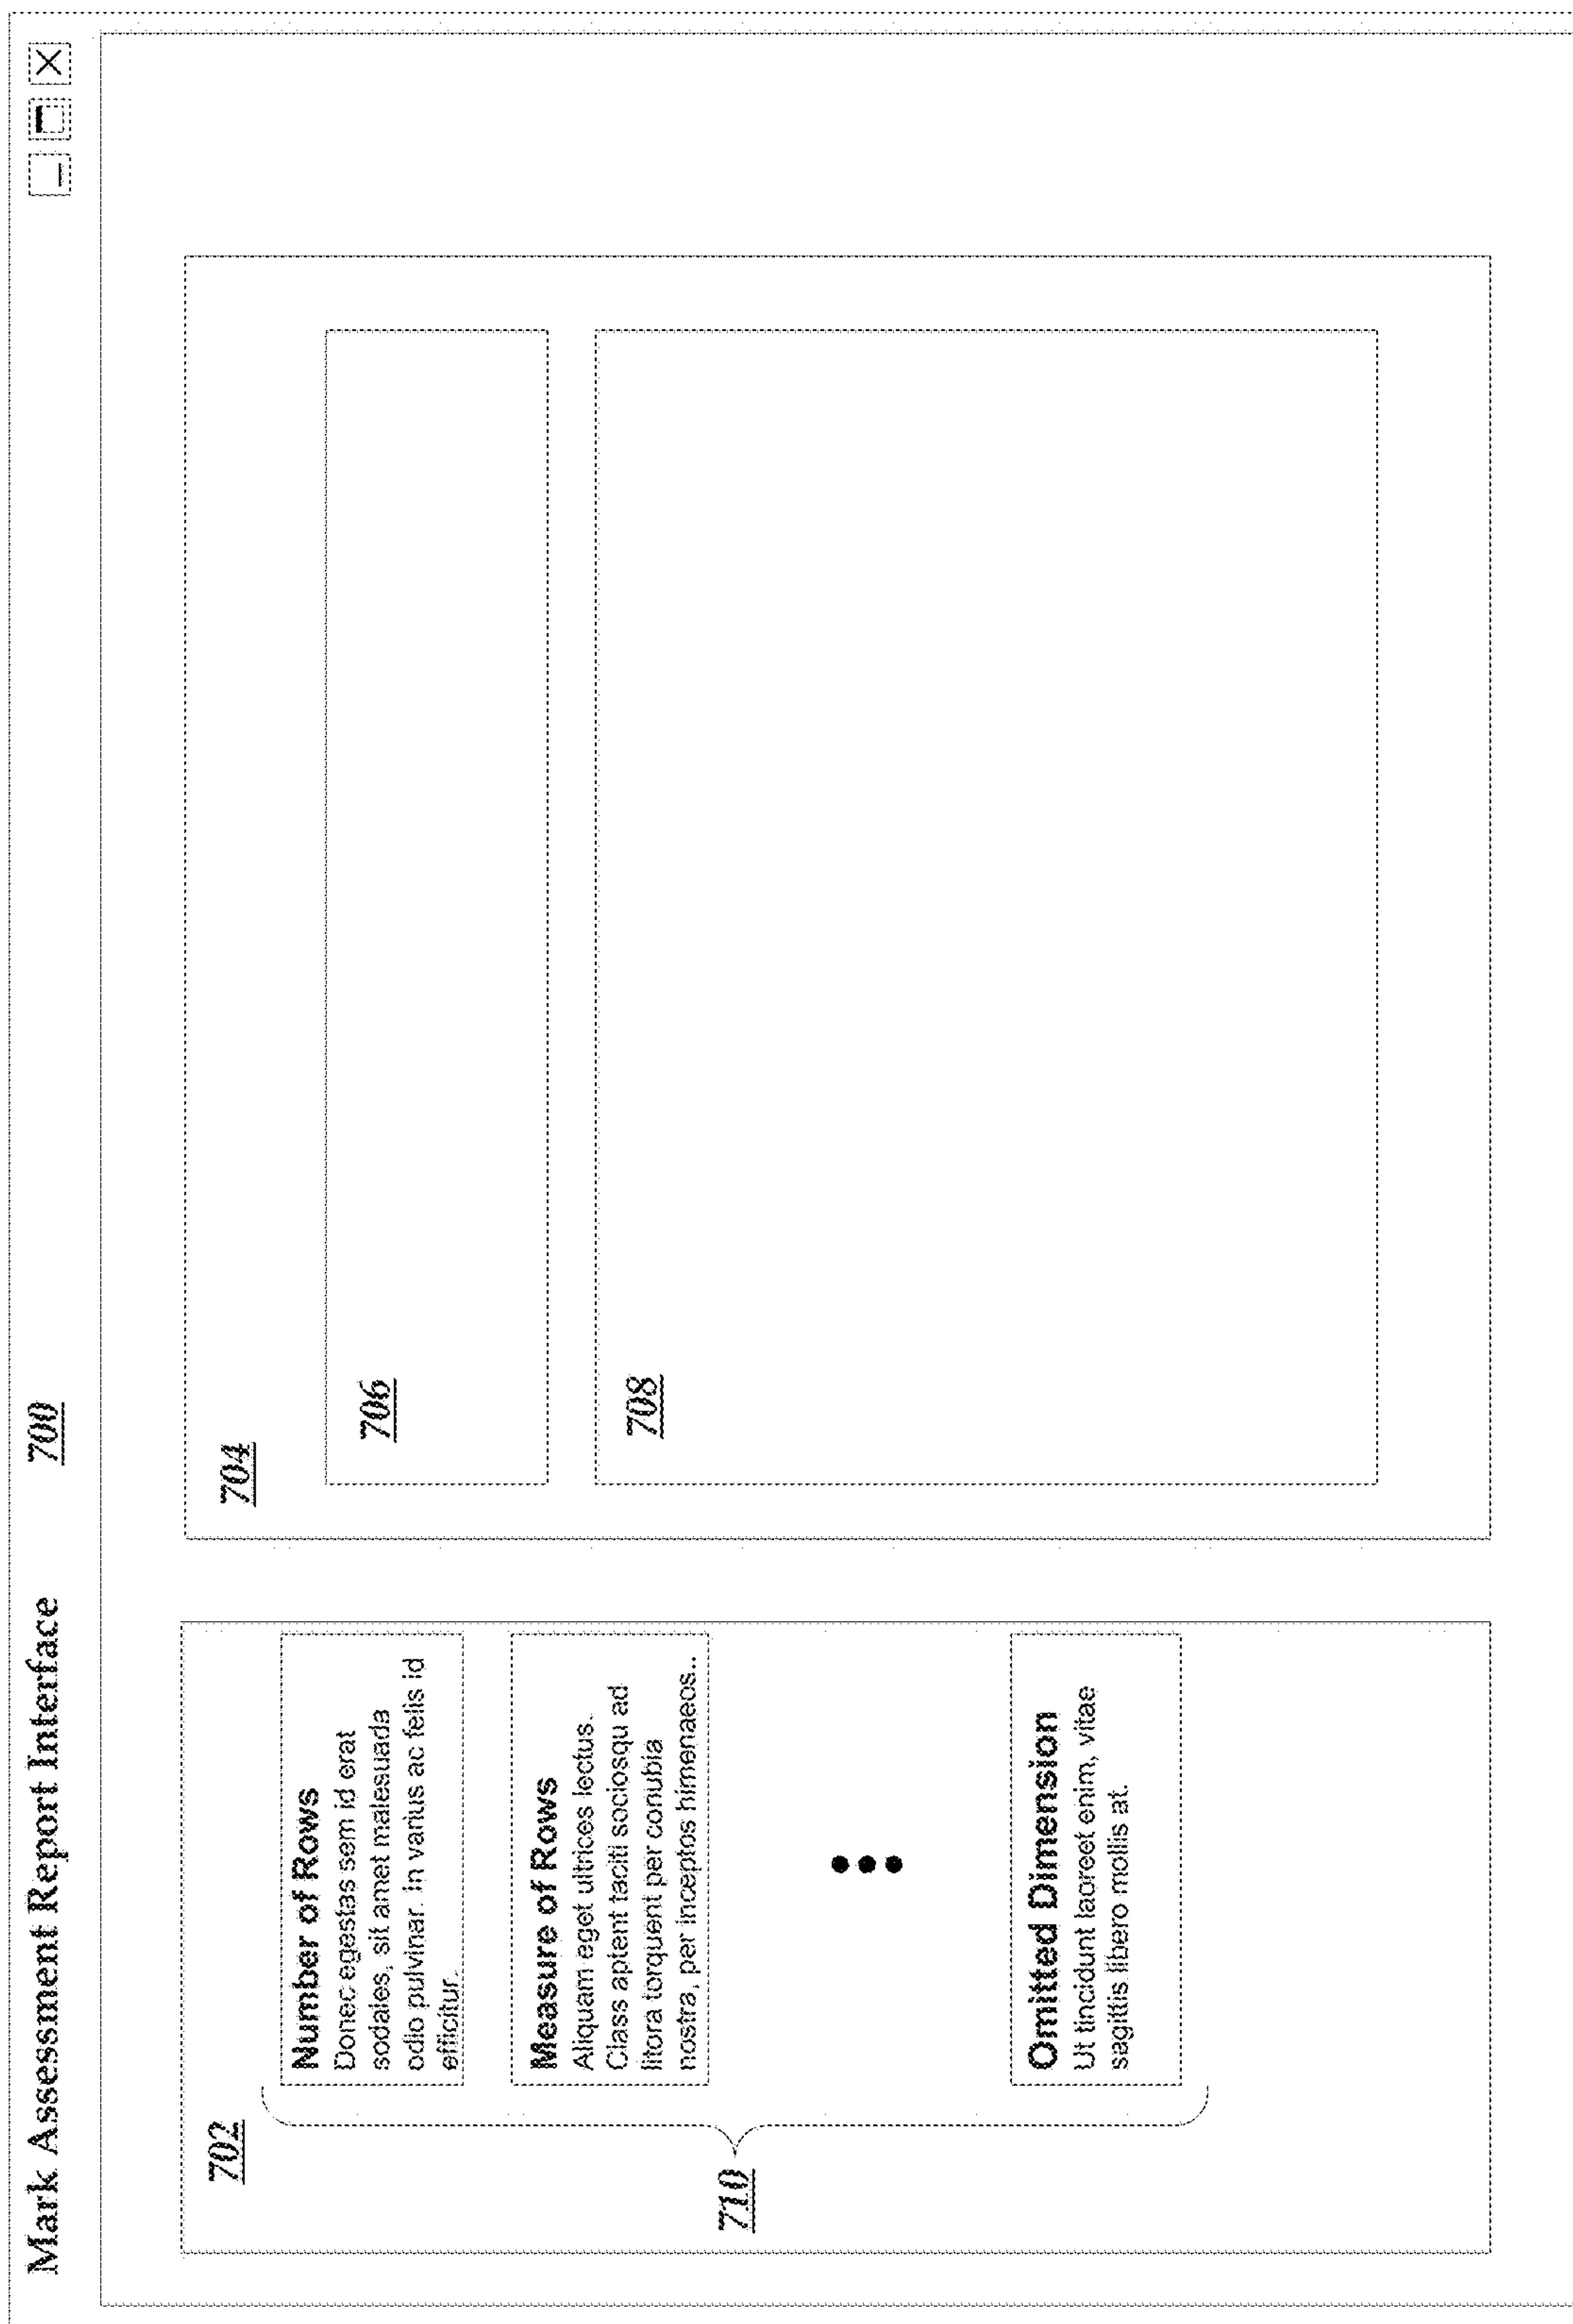 Mark Assessment Report Interface 700
702
710
Number of Rows
Donec egestas sem id erat
sodales, sit amet malesuada
odio pulvinar. In varius ac felis id
efficitur.
Measure of Rows
Aliquam eget ultrices lectus.
Class aptent taciti sociosqu ad
litora torquent per conubia
nostra, per inceptos himenaeos..
Omitted Dimension
Ut tincidunt laoreet enim, vitae
sagittis libero mollis at.
704
706
708